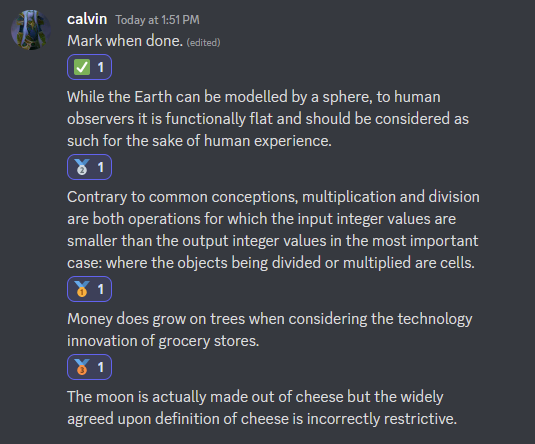 calvin Today at 1:51 PM
Mark when done. (edited)
1
While the Earth can be modelled by a sphere, to human
observers it is functionally flat and should be considered as
such for the sake of human experience.
2 1
Contrary to common conceptions, multiplication and division
are both operations for which the input integer values are
smaller than the output integer values in the most important
case: where the objects being divided or multiplied are cells.
1 1
Money does grow on trees when considering the technology
innovation of grocery stores.
3 1
The moon is actually made out of cheese but the widely
agreed upon definition of cheese is incorrectly restrictive.